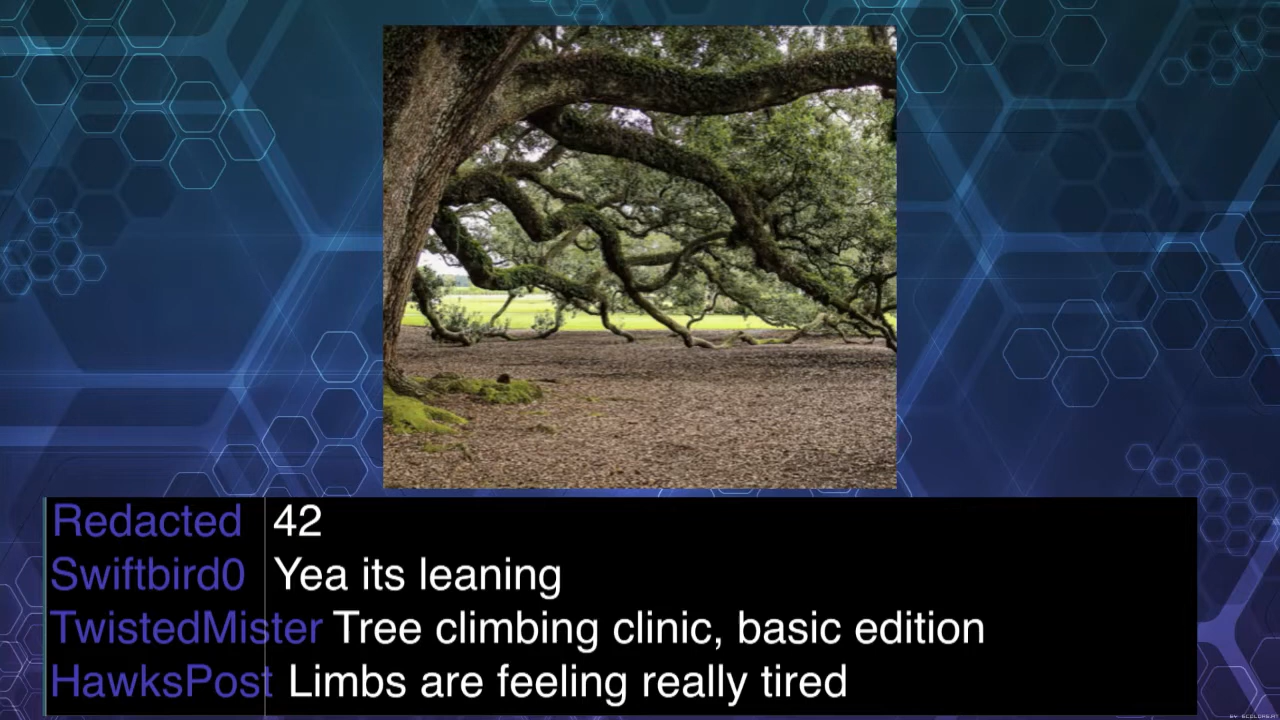 Redacted 42
Swiftbird0 Yea its leaning
TwistedMister Tree climbing clinic, basic edition
HawksPost Limbs are feeling really tired